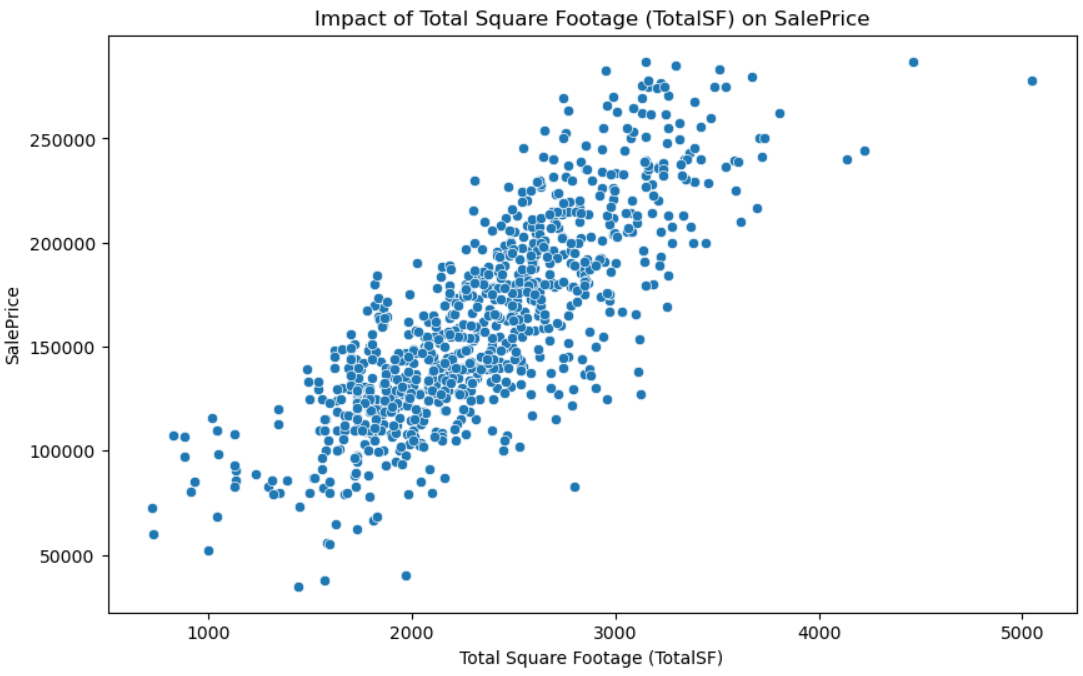 Impact of Total Square Footage (TotalSF) on SalePrice
SalePrice
250000
200000
150000
100000
50000
1000 2000 3000 4000 5000
Total Square Footage (TotalSF)